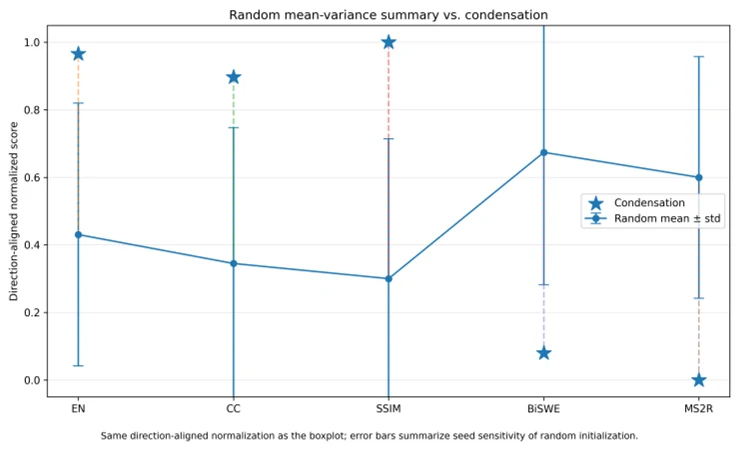 Random mean-variance summary vs. condensation
Direction-aligned normalized score
1.0
0.8
0.6
0.4
0.2
0.0
Condensation
Random mean ± std
EN CC SSIM BiSWE MS2R
Same direction-aligned normalization as the boxplot; error bars summarize seed sensitivity of random initialization.